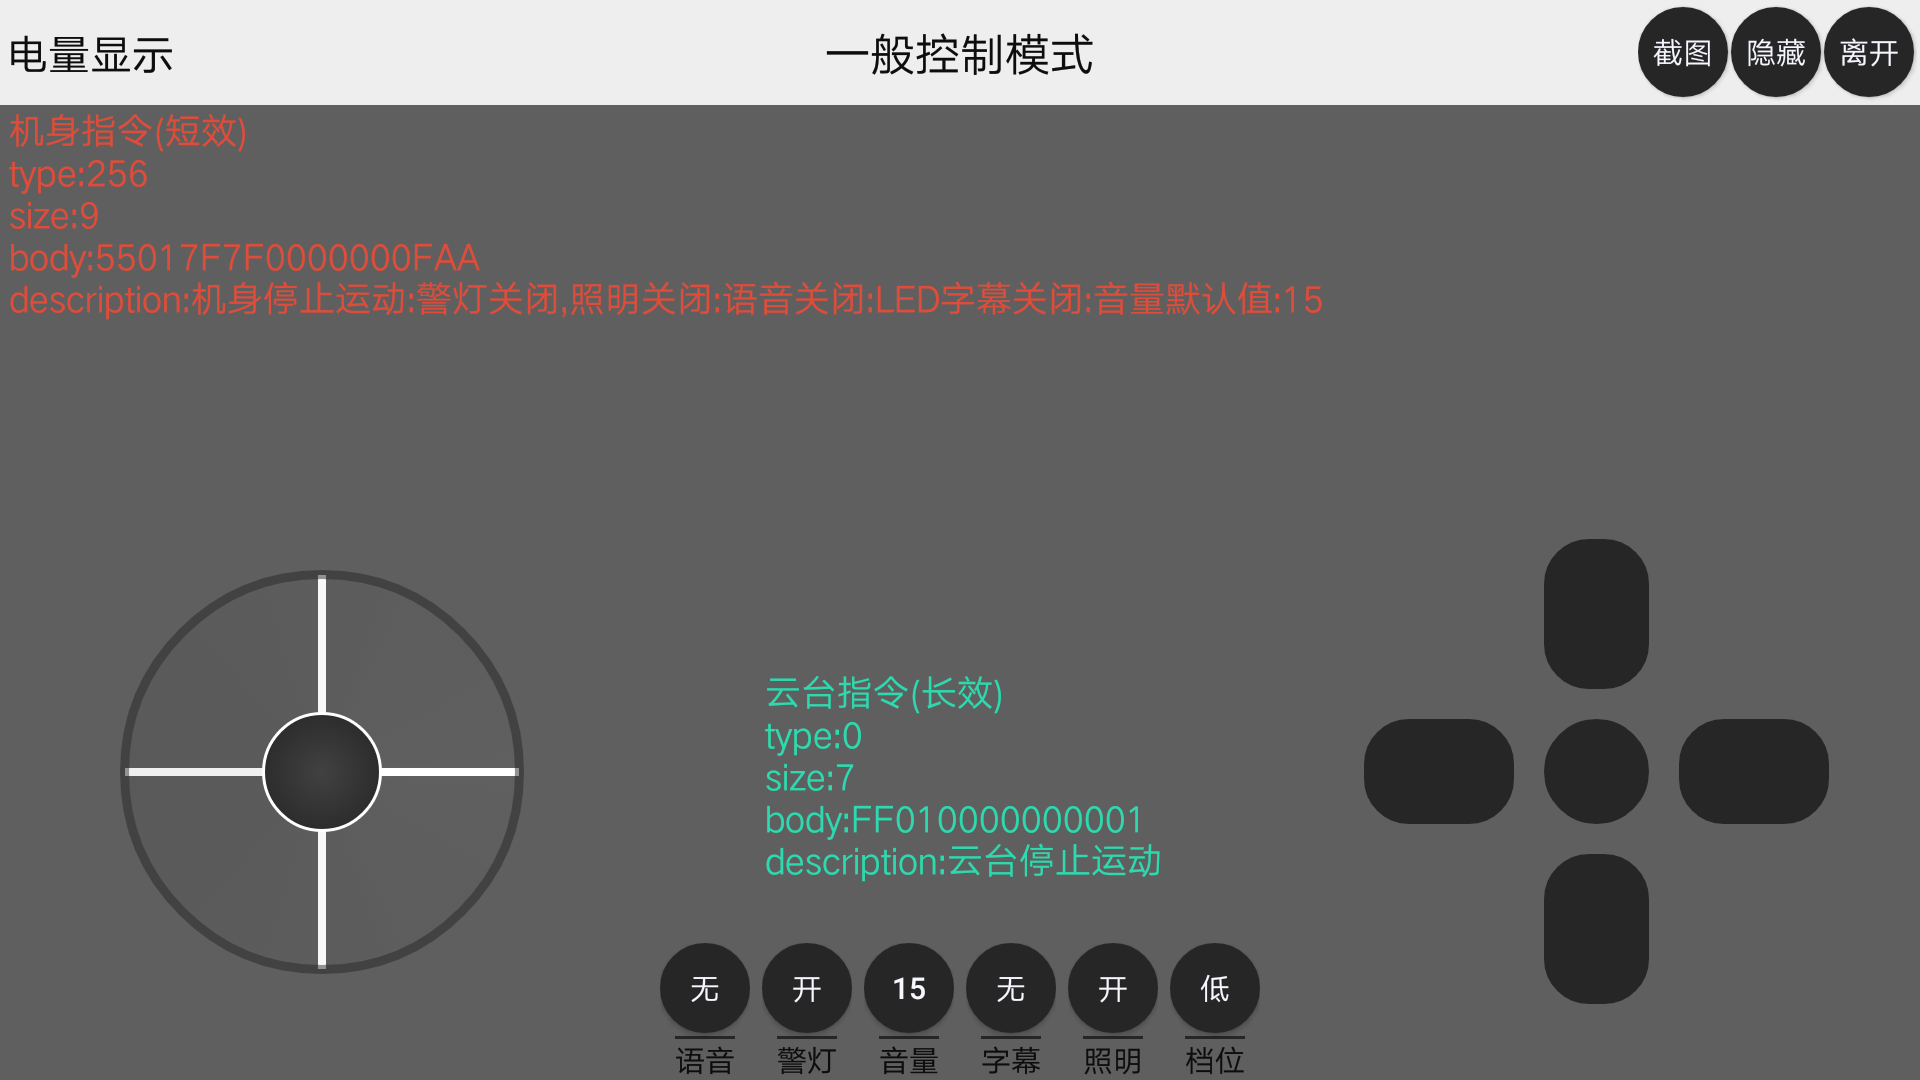 电量显示
一般控制模式
截图
隐藏
离开
机身指令(短效)
type:256
size:9
body:55017F7F0000000FAA
description:机身停止运动:警灯关闭,照明关闭:语音关闭:LED字幕关闭:音量默认值:15
云台指令(长效)
type:0
size:7
body:FF010000000001
description:云台停止运动
无
开
15
无
开
低
语音
警灯
音量
字幕
照明
档位